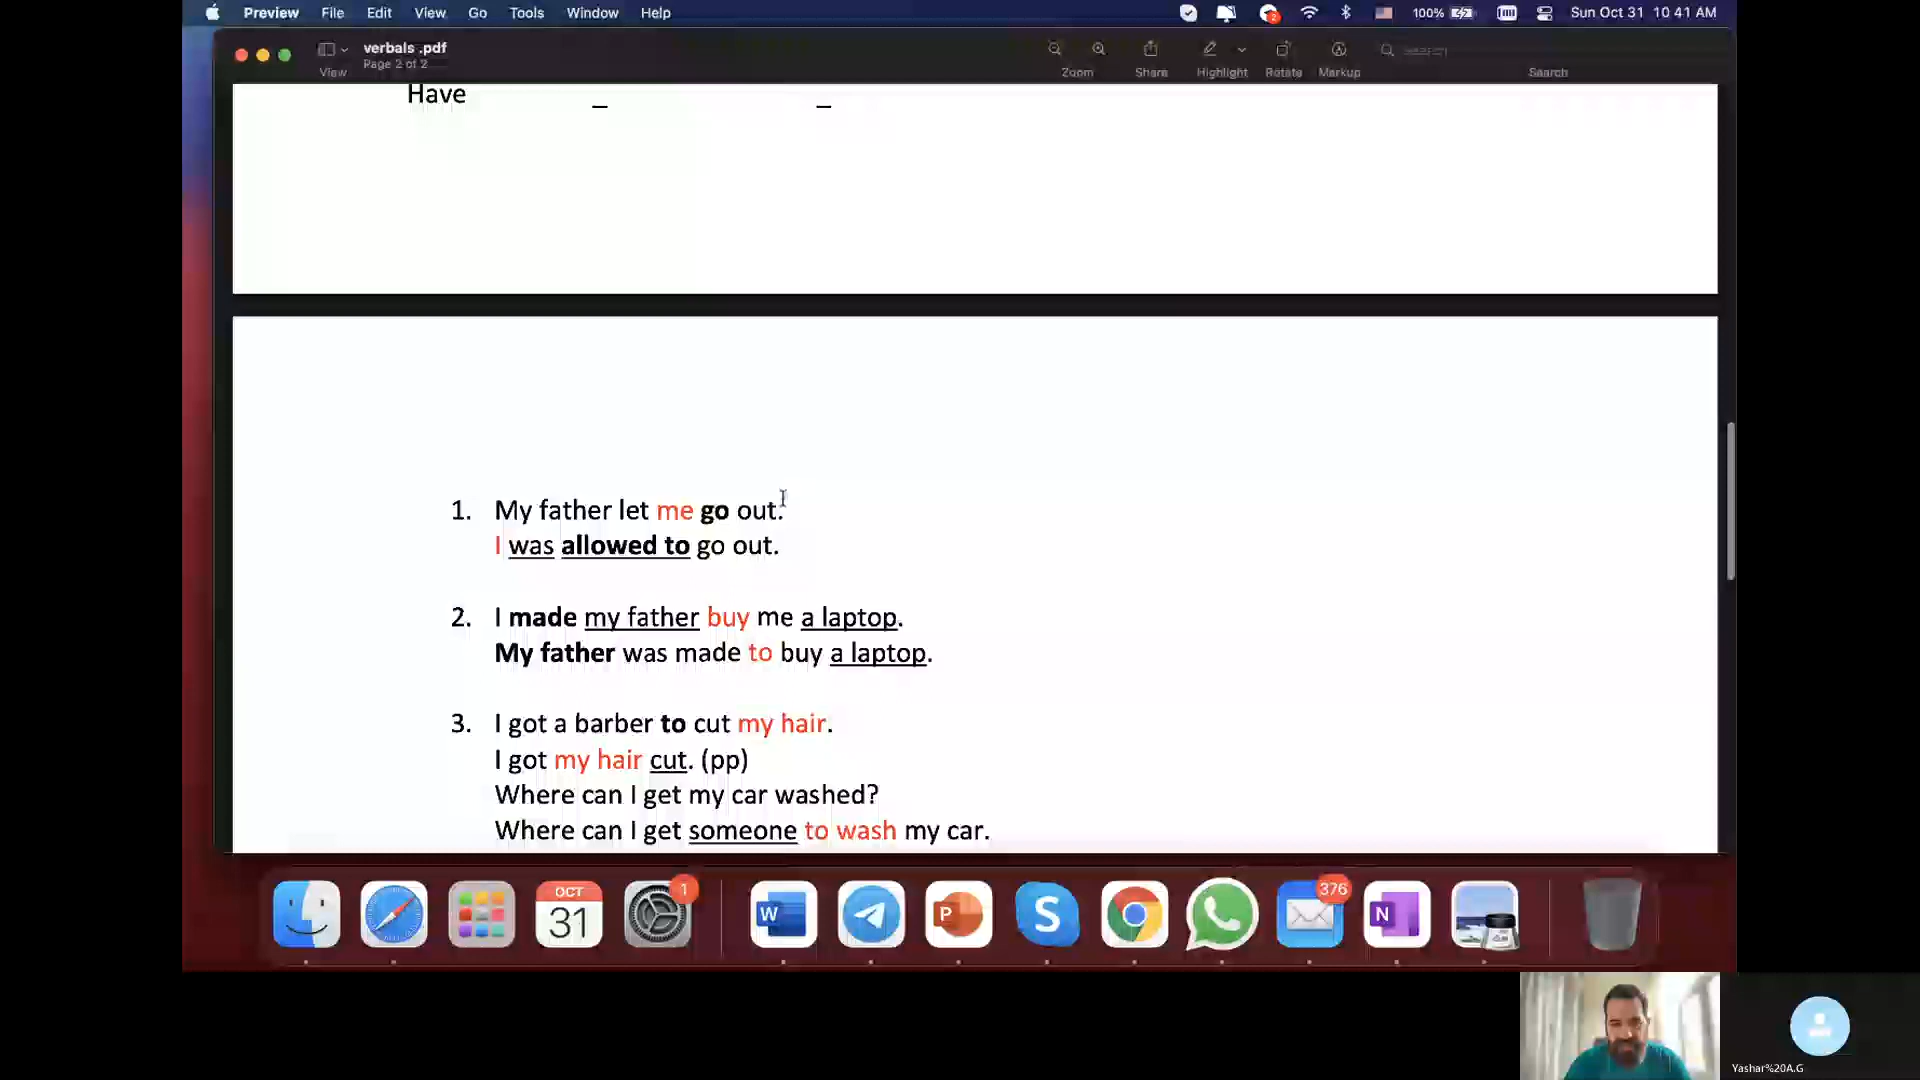 Preview File Edit View Go Tools Window Help 2 100% Sun Oct 31 10:41 AM
verbals .pdf
Page 2 of 2
View Zoom Share Highlight Rotate Markup Search Search
Have _ _
1. My father let me go out.
I was allowed to go out.
2. I made my father buy me a laptop.
My father was made to buy a laptop.
3. I got a barber to cut my hair.
I got my hair cut. (pp)
Where can I get my car washed?
Where can I get someone to wash my car.
OCT
31
1
W
P
S
376
N
Yashar%20A.G